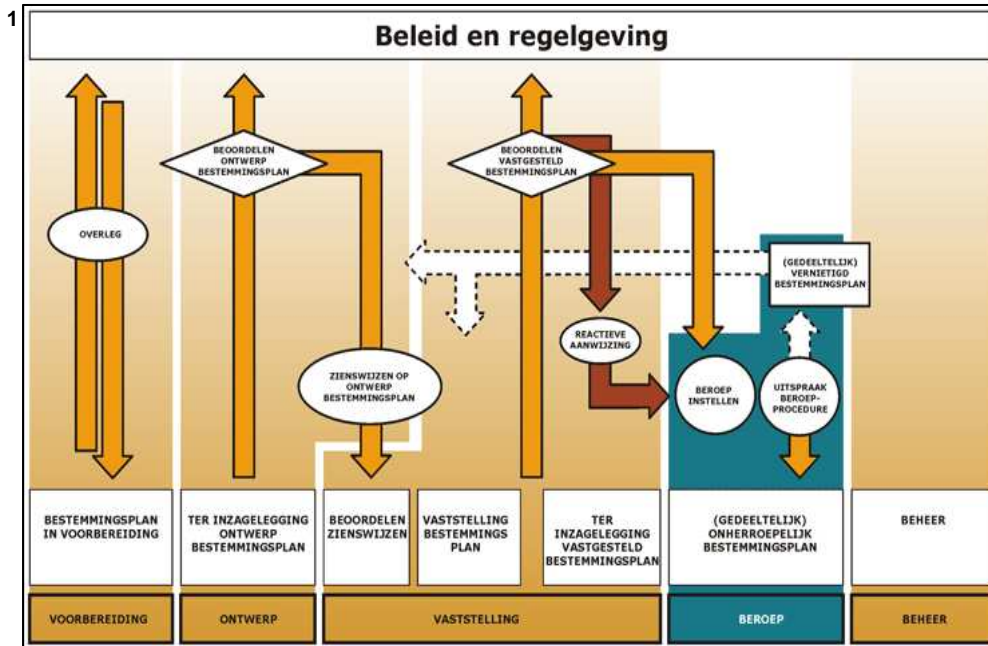 1
Beleid en regelgeving
BEOORDELEN
ONTWERP
BESTEMMINGSPLAN
BEOORDELEN
VASTGESTELD
BESTEMMINGSPLAN
OVERLEG
(GEDEELTELIJK)
VERNIETIGD
BESTEMMINGSPLAN
REACTIEVE
AANWIJZING
ZIENSWIJZEN OP
ONTWERP
BESTEMMINGSPLAN
BEROEP
INSTELLEN
UITSPRAAK
BEROEP-
PROCEDURE
BESTEMMINGSPLAN
IN VOORBEREIDING
TER INZAGELEGGING
ONTWERP
BESTEMMINGSPLAN
BEOORDELEN
ZIENSWIJZEN
VASTSTELLING
BESTEMMINGS
PLAN
TER
INZAGELEGGING
VASTGESTELD
BESTEMMINGSPLAN
(GEDEELTELIJK)
ONHERROEPELIJK
BESTEMMINGSPLAN
BEHEER
VOORBEREIDING
ONTWERP
VASTSTELLING
BEROEP
BEHEER